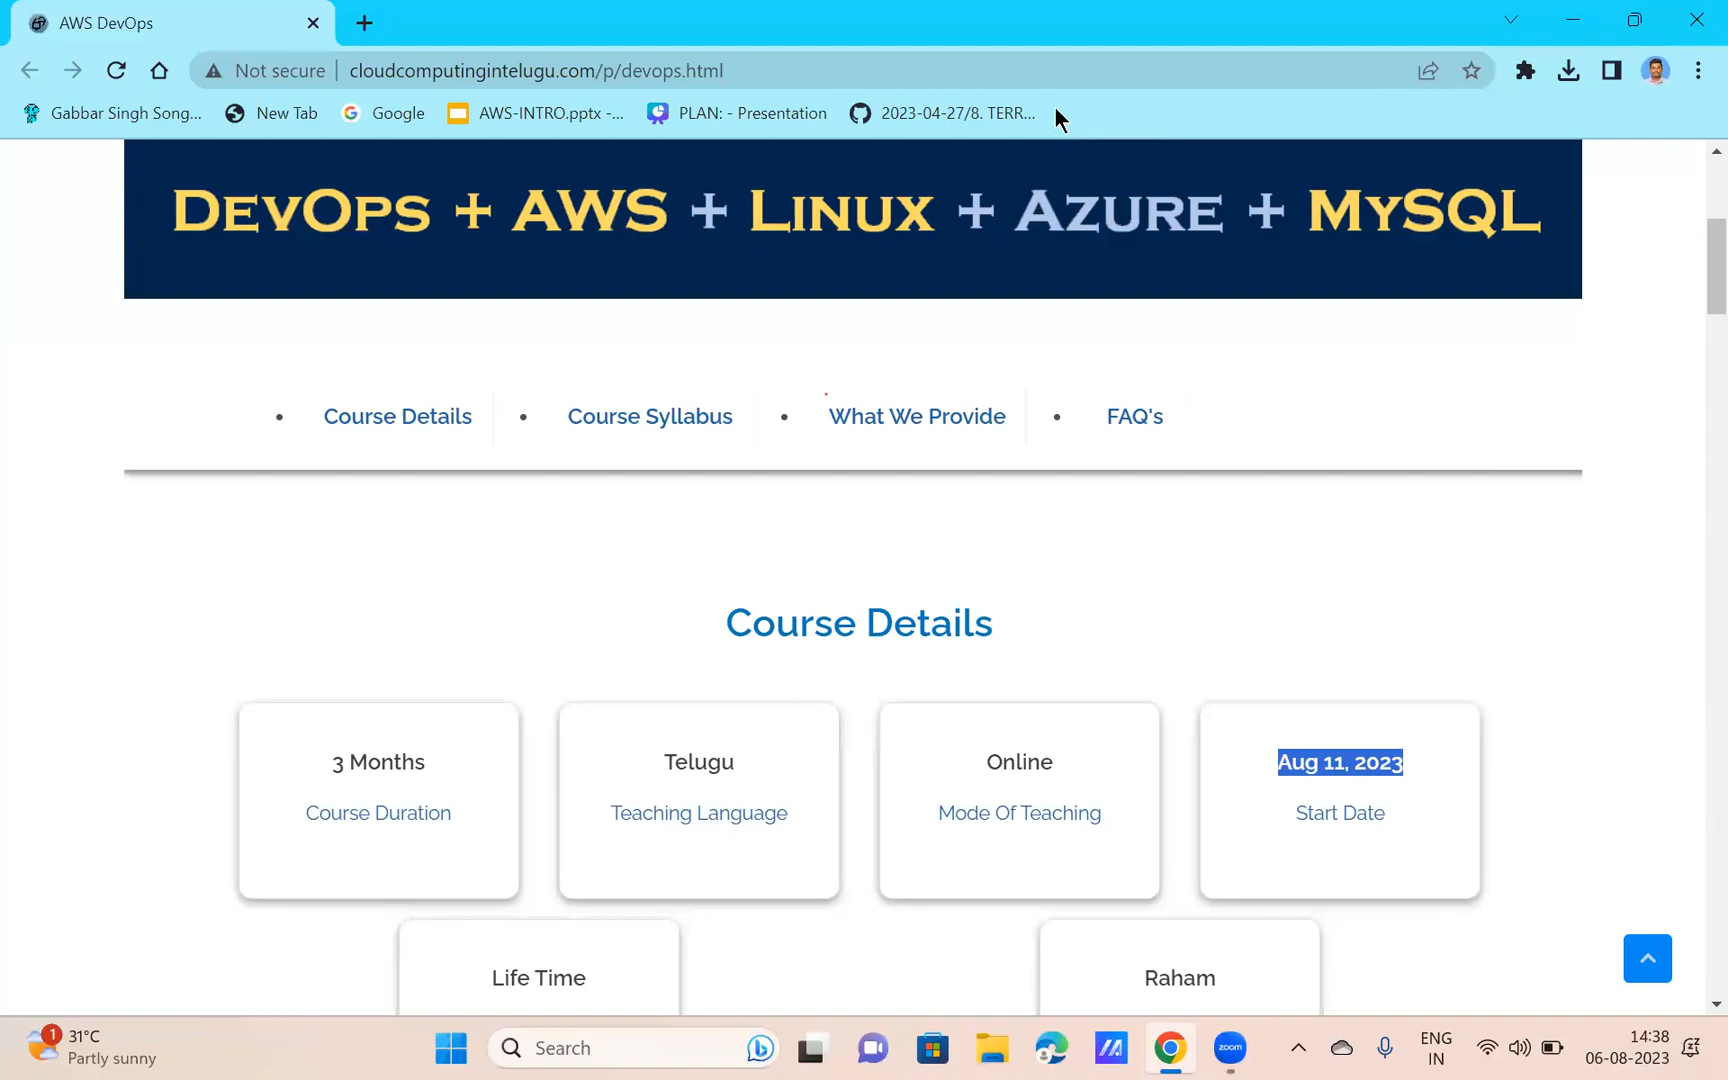 AWS DevOps
Not secure
cloudcomputingintelugu.com/p/devops.html
Gabbar Singh Song...
New Tab
Google
AWS-INTRO.pptx -...
PLAN: - Presentation
2023-04-27/8. TERR...
DEVOPS + AWS + LINUX + AZURE + MYSQL
Course Details
Course Syllabus
What We Provide
FAQ's
Course Details
3 Months
Course Duration
Telugu
Teaching Language
Online
Mode Of Teaching
Aug 11, 2023
Start Date
Life Time
Raham
1
31°C
Partly sunny
Search
zoom
ENG
IN
14:38
06-08-2023